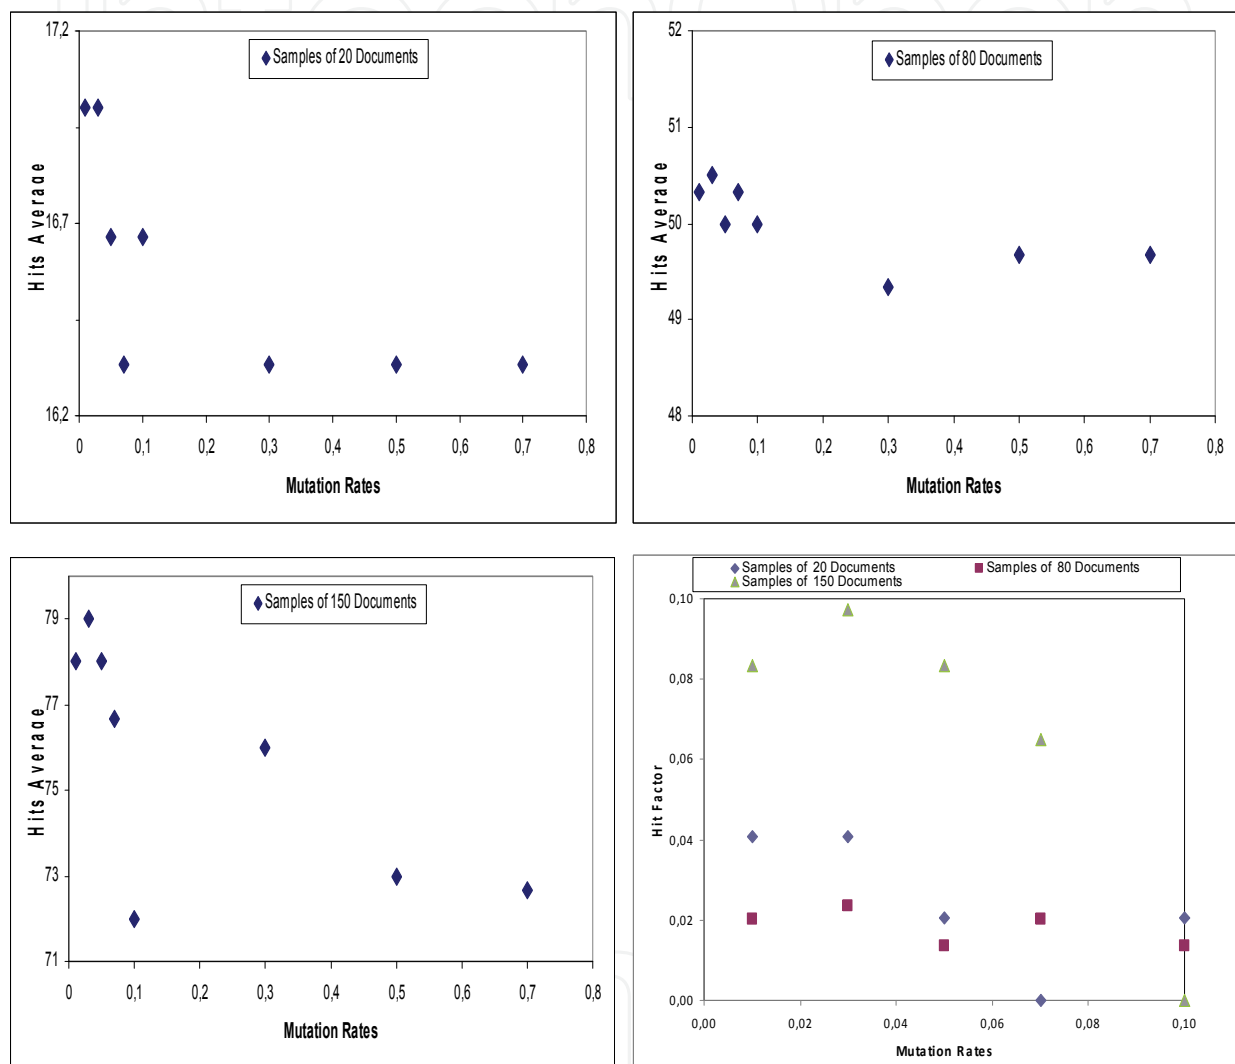 17,2
Samples of 20 Documents
16,7
16,2
Hits Average
0 0,1 0,2 0,3 0,4 0,5 0,6 0,7 0,8
Mutation Rates
52
Samples of 80 Documents
51
50
49
48
Hits Average
0 0,1 0,2 0,3 0,4 0,5 0,6 0,7 0,8
Mutation Rates
Samples of 150 Documents
79
77
75
73
71
Hits Average
0 0,1 0,2 0,3 0,4 0,5 0,6 0,7 0,8
Mutation Rates
Samples of 20 Documents Samples of 80 Documents
Samples of 150 Documents
0,10
0,08
0,06
0,04
0,02
0,00
Hit Factor
0,00 0,02 0,04 0,06 0,08 0,10
Mutation Rates